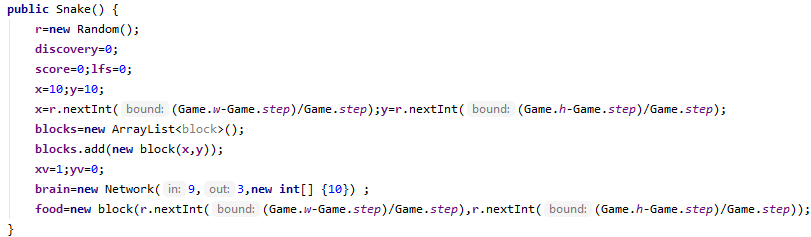 public Snake() {
r=new Random();
discovery=0;
score=0;lfs=0;
x=10;y=10;
x=r.nextInt( bound: (Game.w-Game.step)/Game.step);y=r.nextInt( bound: (Game.h-Game.step)/Game.step);
blocks=new ArrayList<block>();
blocks.add(new block(x,y));
xv=1;yv=0;
brain=new Network( in: 9, out: 3,new int[] {10}) ;
food=new block(r.nextInt( bound: (Game.w-Game.step)/Game.step),r.nextInt( bound: (Game.h-Game.step)/Game.step));
}